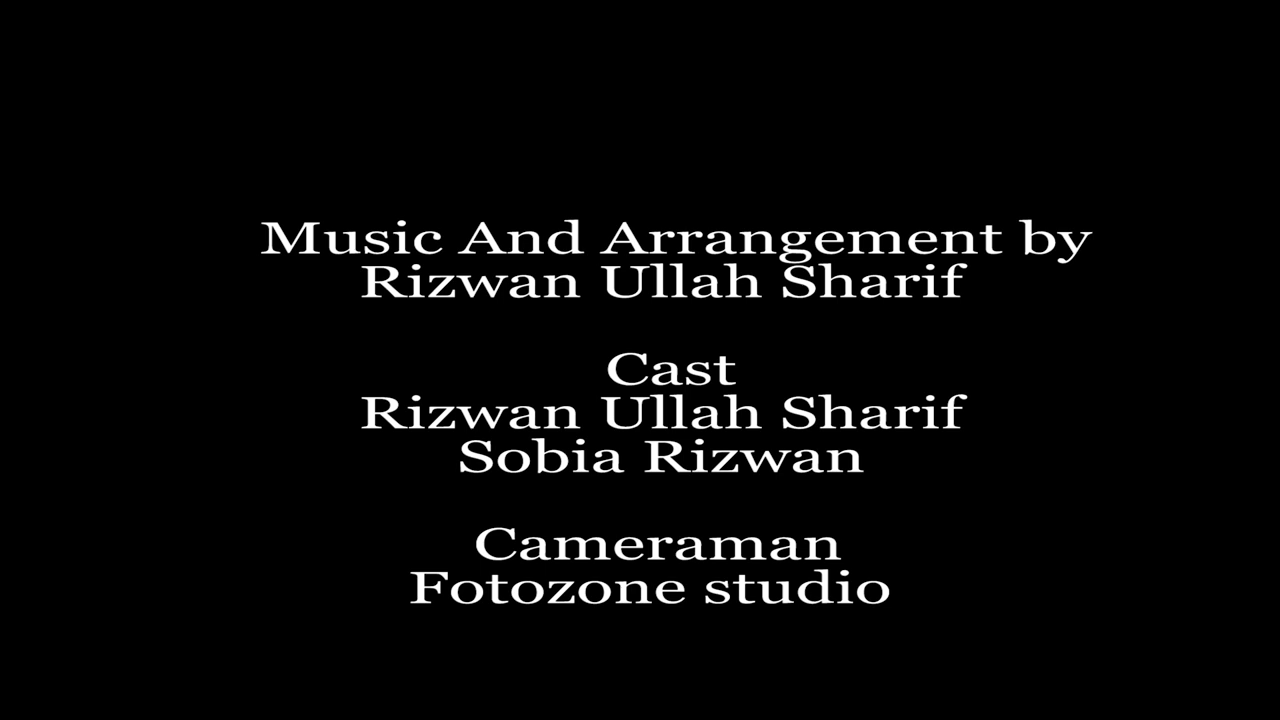 Music And Arrangement by
Rizwan Ullah Sharif
Cast
Rizwan Ullah Sharif
Sobia Rizwan
Cameraman
Fotozone studio